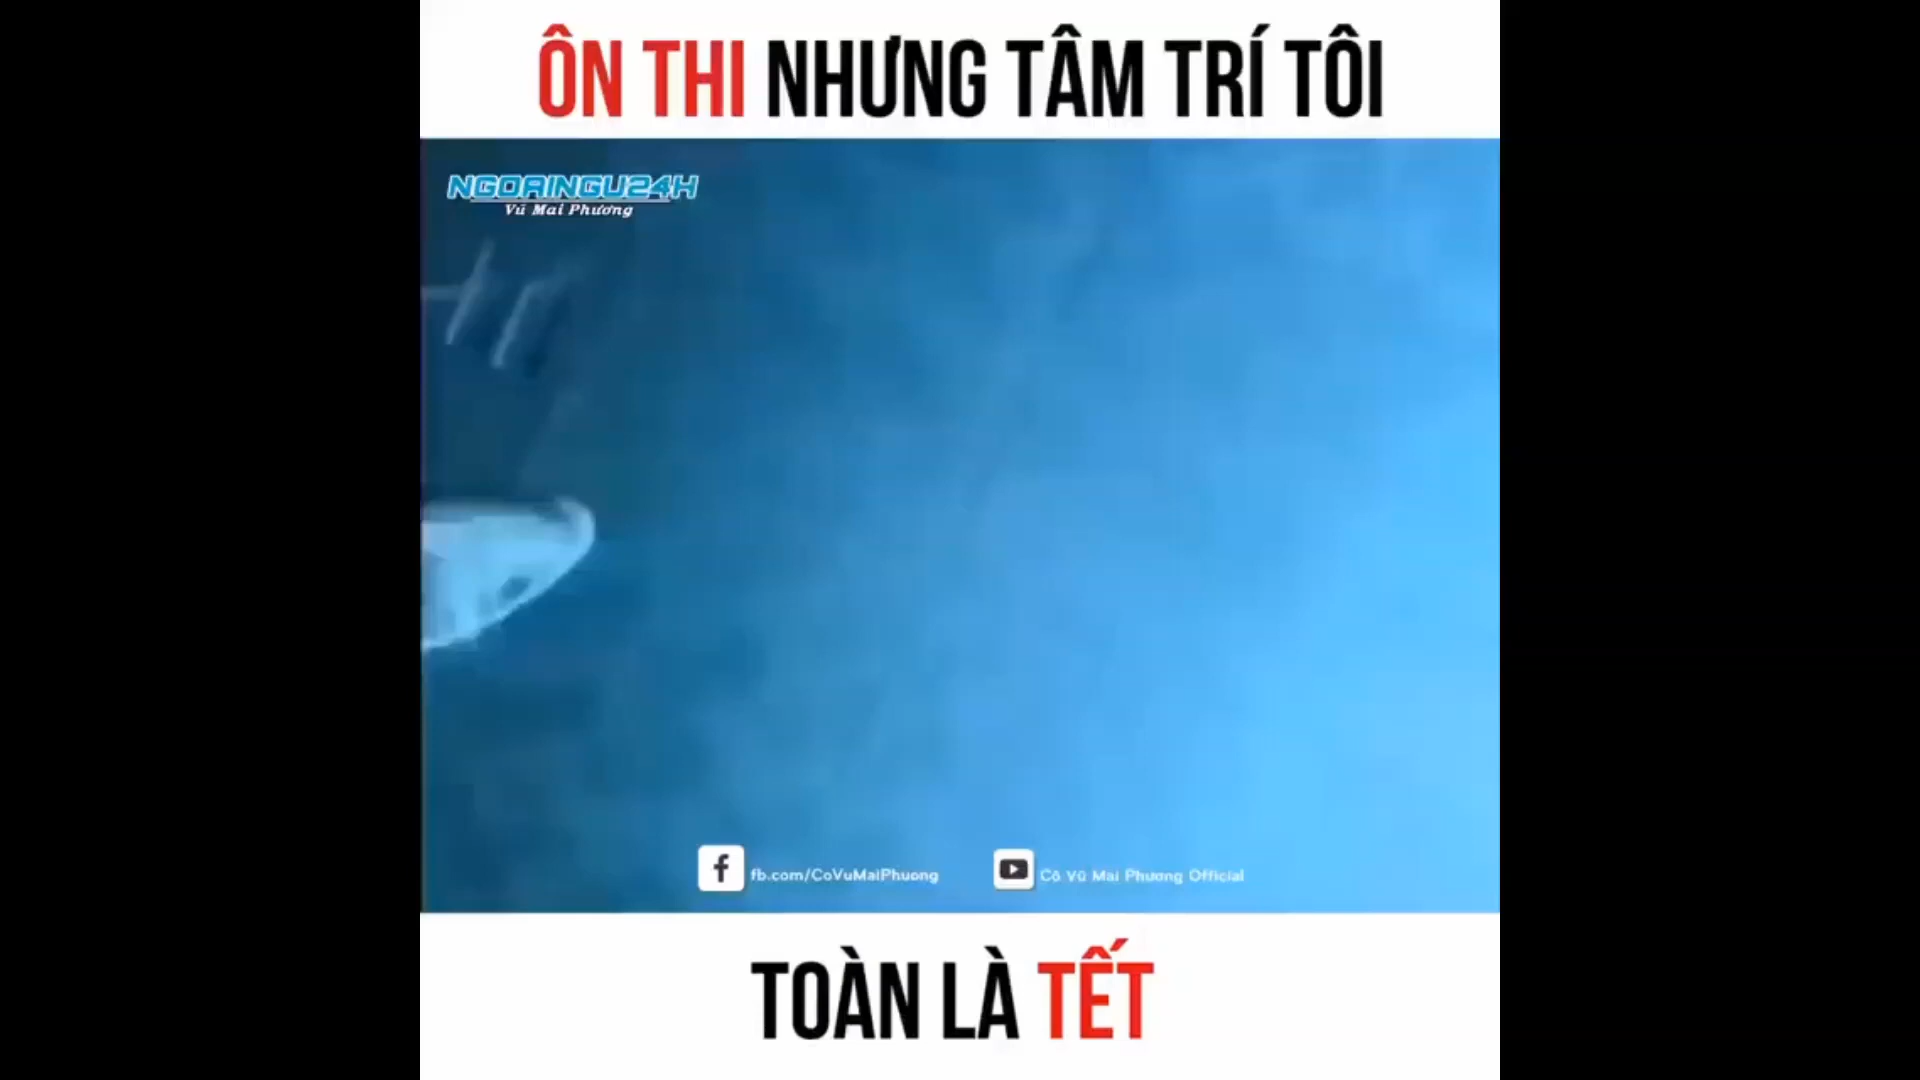 ÔN THI NHƯNG TÂM TRÍ TÔI
NGOAINGU24H
Vũ Mai Phương
fb.com/CoVuMaiPhuong
Cô Vũ Mai Phương Official
TOÀN LÀ TẾT